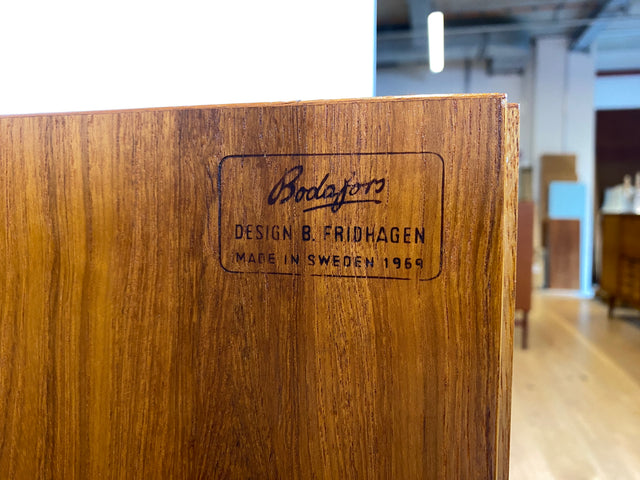 Bodafors
DESIGN B. FRIDHAGEN
MADE IN SWEDEN 1969